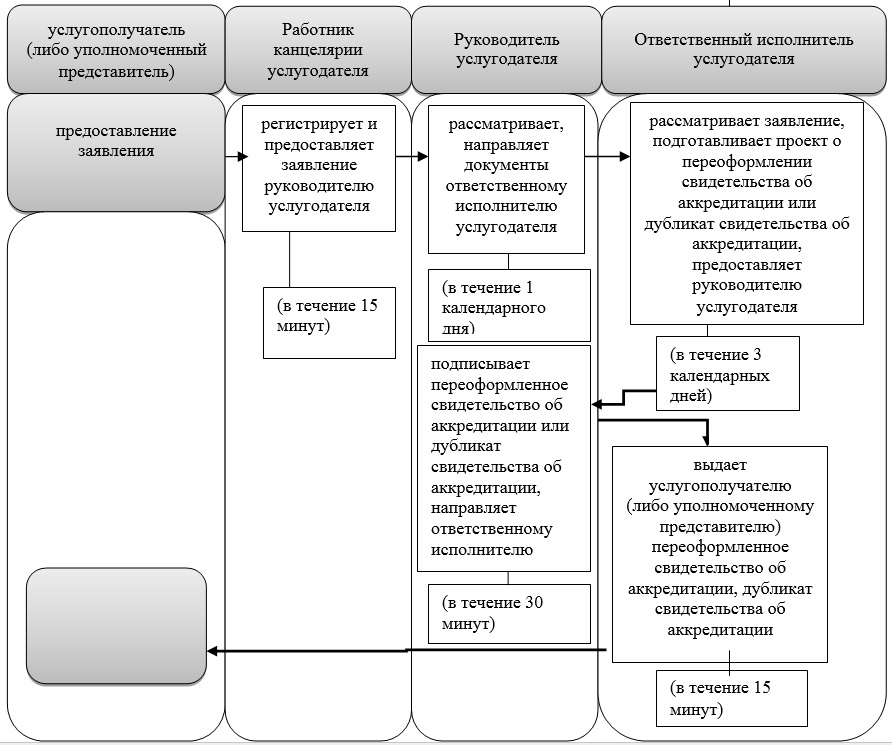 услугополучатель
(либо уполномоченный
представитель)
Работник
канцелярии
услугодателя
Руководитель
услугодателя
Ответственный исполнитель
услугодателя
предоставление
заявления
регистрирует и
предоставляет
заявление
руководителю
услугодателя
(в течение 15
минут)
рассматривает,
направляет
документы
ответственному
исполнителю
услугодателя
(в течение 1
календарного
дня)
рассматривает заявление,
подготавливает проект о
переоформлении
свидетельства об
аккредитации или
дубликат свидетельства об
аккредитации,
предоставляет
руководителю
услугодателя
(в течение 3
календарных
дней)
подписывает
переоформленное
свидетельство об
аккредитации или
дубликат
свидетельства об
аккредитации,
направляет
ответственному
исполнителю
(в течение 30
минут)
выдает
услугополучателю
(либо уполномоченному
представителю)
переоформленное
свидетельство об
аккредитации, дубликат
свидетельства об
аккредитации
(в течение 15
минут)